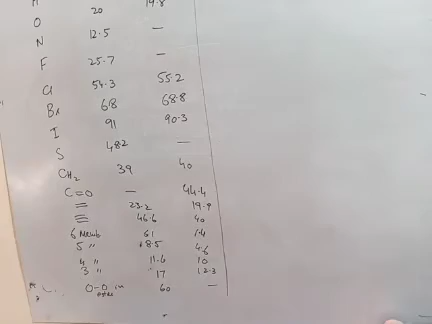 H 19.8
O 20
N 12.5 —
F 25.7 —
Cl 54.3 55.2
Br 68 68.8
I 91 90.3
S 48.2 —
CH₂ 39 40
C=O — 44.4
= 23.2 19.9
≡ 46.6 40
6 Memb 6.1 1.4
5 " 8.5 4.6
4 " 11.6 10
3 " 17 12.3
O-O in ester 60 —